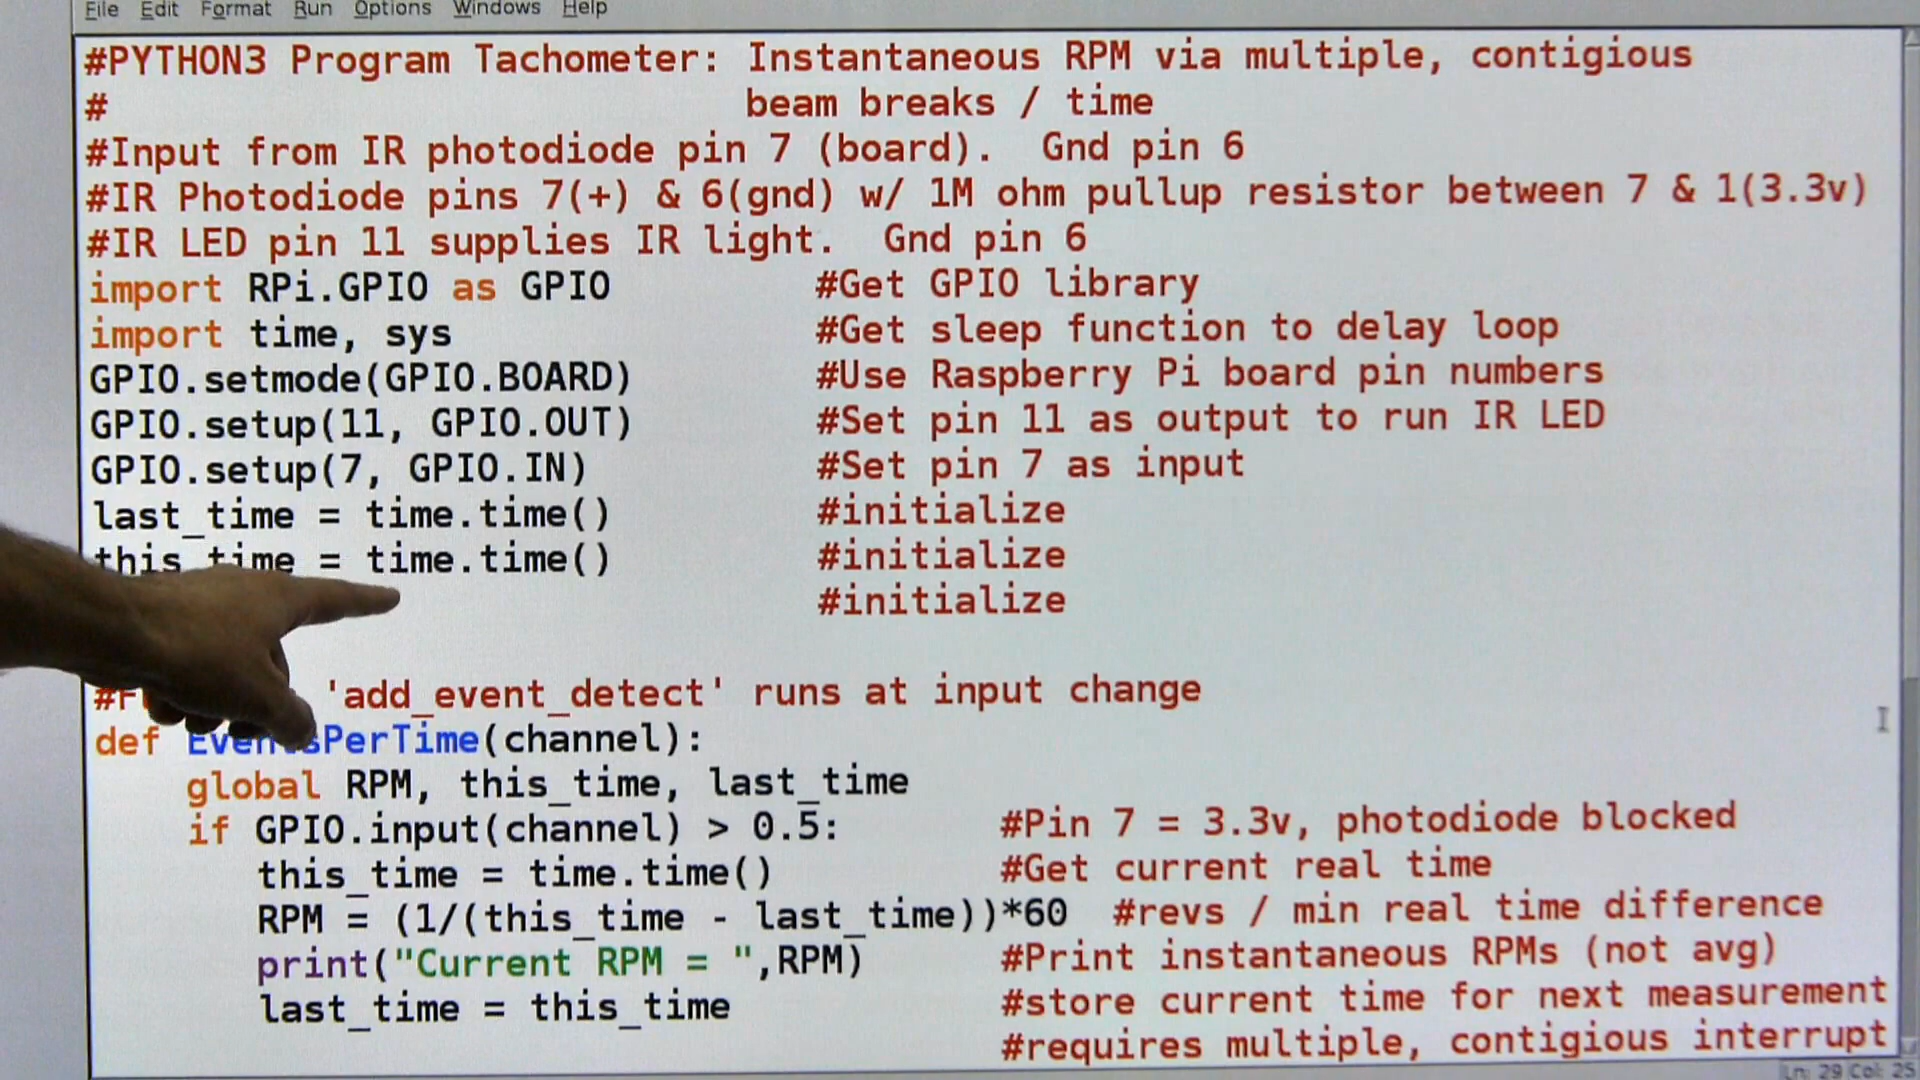 File Edit Format Run Options Windows Help
#PYTHON3 Program Tachometer: Instantaneous RPM via multiple, contigious
# beam breaks / time
#Input from IR photodiode pin 7 (board). Gnd pin 6
#IR Photodiode pins 7(+) & 6(gnd) w/ 1M ohm pullup resistor between 7 & 1(3.3v)
#IR LED pin 11 supplies IR light. Gnd pin 6
import RPi.GPIO as GPIO #Get GPIO library
import time, sys #Get sleep function to delay loop
GPIO.setmode(GPIO.BOARD) #Use Raspberry Pi board pin numbers
GPIO.setup(11, GPIO.OUT) #Set pin 11 as output to run IR LED
GPIO.setup(7, GPIO.IN) #Set pin 7 as input
last_time = time.time() #initialize
this_time = time.time() #initialize
#initialize
'add_event_detect' runs at input change
def EventsPerTime(channel):
global RPM, this_time, last_time
if GPIO.input(channel) > 0.5: #Pin 7 = 3.3v, photodiode blocked
this_time = time.time() #Get current real time
RPM = (1/(this_time - last_time))*60 #revs / min real time difference
print("Current RPM = ",RPM) #Print instantaneous RPMs (not avg)
last_time = this_time #store current time for next measurement
#requires multiple, contigious interrupt
Ln: 29 Col: 25